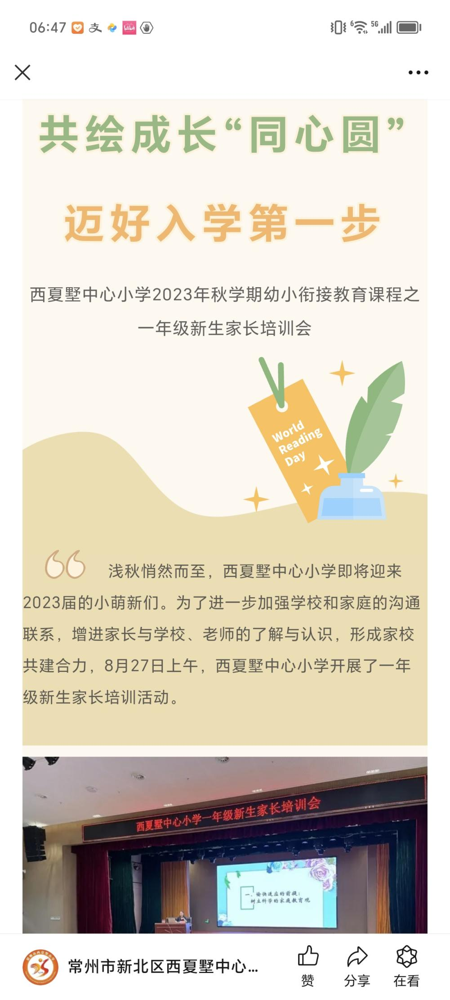 06:47
共绘成长“同心圆”
迈好入学第一步
西夏墅中心小学2023年秋学期幼小衔接教育课程之
一年级新生家长培训会
World
Reading
Day
浅秋悄然而至，西夏墅中心小学即将迎来
2023届的小萌新们。为了进一步加强学校和家庭的沟通
联系，增进家长与学校、老师的了解与认识，形成家校
共建合力，8月27日上午，西夏墅中心小学开展了一年
级新生家长培训活动。
西夏墅中心小学一年级新生家长培训会
一、愉快适应的前提：
树立科学的家庭教育观
常州市新北区西夏墅中心...
赞
分享
在看